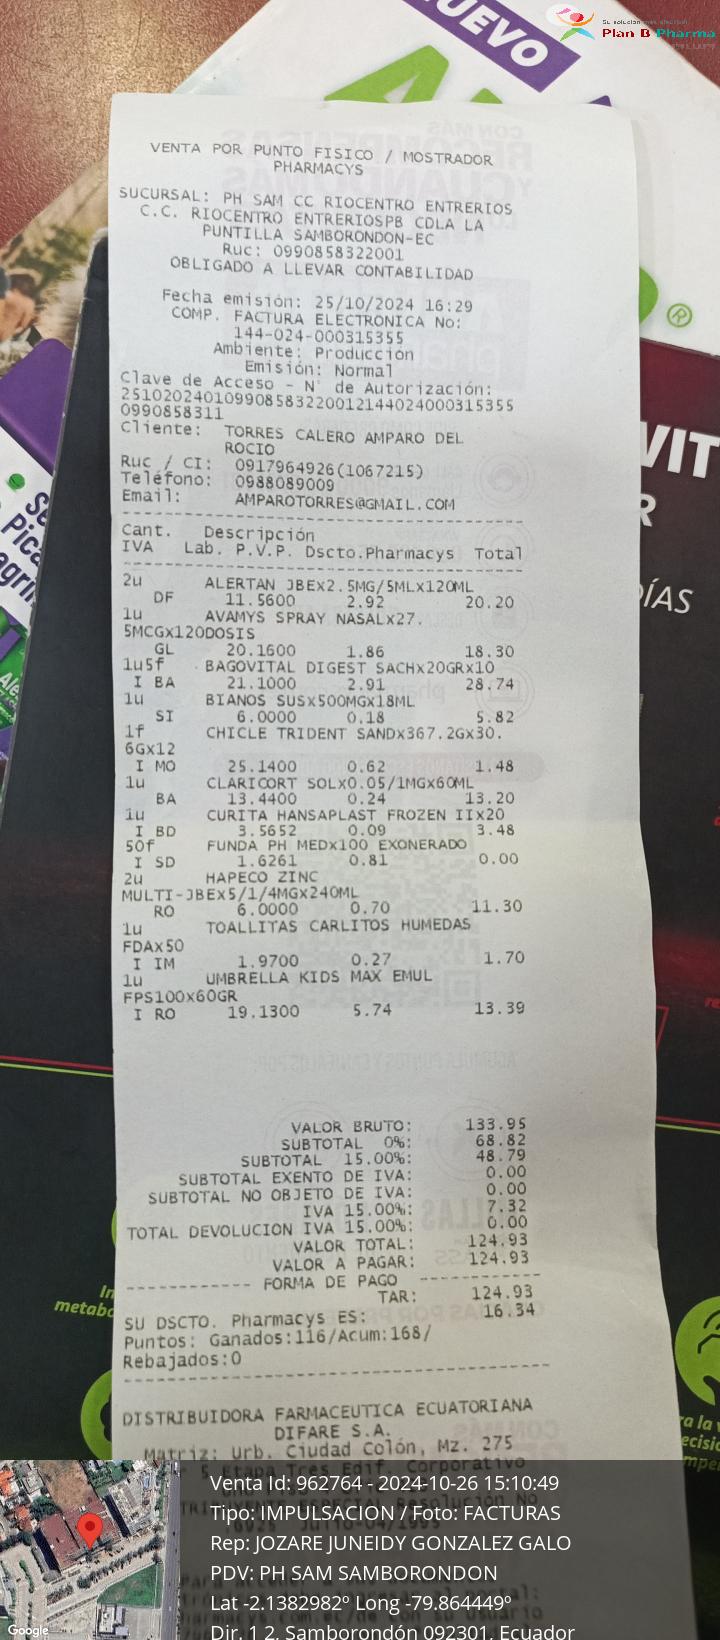 NUEVO
Su solución más efectiva!
Plan B Pharma
VENTA POR PUNTO FISICO / MOSTRADOR
PHARMACYS
SUCURSAL: PH SAM CC RIOCENTRO ENTRERIOS
C.C. RIOCENTRO ENTRERIOSPB CDLA LA
PUNTILLA SAMBORONDON-EC
Ruc: 0990858322001
OBLIGADO A LLEVAR CONTABILIDAD
Fecha emisión: 25/10/2024 16:29
COMP. FACTURA ELECTRONICA No:
144-024-000315355
Ambiente: Producción
Emisión: Normal
Clave de Acceso - N° de Autorización:
251020240109908583220012144024000315355
0990858311
Cliente: TORRES CALERO AMPARO DEL
ROCIO
Ruc / CI: 0917964926(1067215)
Teléfono: 0988089009
Email: AMPAROTORRES@GMAIL.COM
Cant. Descripción
IVA Lab. P.V.P. Dscto.Pharmacys Total
2u ALERTAN JBEx2.5MG/5MLx120ML
DF 11.5600 2.92 20.20
1u AVAMYS SPRAY NASALx27.
5MCGx120DOSIS
GL 20.1600 1.86 18.30
1u5f BAGOVITAL DIGEST SACHx20GRx10
I BA 21.1000 2.91 28.74
1u BIANOS SUSx500MGx18ML
SI 6.0000 0.18 5.82
1f CHICLE TRIDENT SANDx367.2Gx30.
6Gx12
I MO 25.1400 0.62 1.48
1u CLARICORT SOLx0.05/1MGx60ML
BA 13.4400 0.24 13.20
1u CURITA HANSAPLAST FROZEN IIx20
I BD 3.5652 0.09 3.48
50f FUNDA PH MEDx100 EXONERADO
I SD 1.6261 0.81 0.00
2u HAPECO ZINC
MULTI-JBEx5/1/4MGx240ML
RO 6.0000 0.70 11.30
1u TOALLITAS CARLITOS HUMEDAS
FDAx50
I IM 1.9700 0.27 1.70
1u UMBRELLA KIDS MAX EMUL
FPS100x60GR
I RO 19.1300 5.74 13.39
VALOR BRUTO: 133.95
SUBTOTAL 0%: 68.82
SUBTOTAL 15.00%: 48.79
SUBTOTAL EXENTO DE IVA: 0.00
SUBTOTAL NO OBJETO DE IVA: 0.00
IVA 15.00%: 7.32
TOTAL DEVOLUCION IVA 15.00%: 0.00
VALOR TOTAL: 124.93
VALOR A PAGAR: 124.93
----------- FORMA DE PAGO -----------
TAR: 124.93
SU DSCTO. Pharmacys ES: 16.34
Puntos: Ganados:116/Acum:168/
Rebajados:0
DISTRIBUIDORA FARMACEUTICA ECUATORIANA
DIFARE S.A.
Matriz: Urb. Ciudad Colón, Mz. 275
Venta Id: 962764 - 2024-10-26 15:10:49
Tipo: IMPULSACION / Foto: FACTURAS
Rep: JOZARE JUNEIDY GONZALEZ GALO
PDV: PH SAM SAMBORONDON
Lat -2.1382982º Long -79.864449º
Dir. 1 2, Samborondón 092301, Ecuador
Google